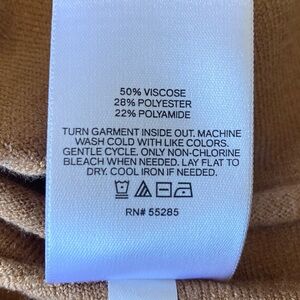 50% VISCOSE
28% POLYESTER
22% POLYAMIDE
TURN GARMENT INSIDE OUT. MACHINE
WASH COLD WITH LIKE COLORS.
GENTLE CYCLE. ONLY NON-CHLORINE
BLEACH WHEN NEEDED. LAY FLAT TO
DRY. COOL IRON IF NEEDED.
RN# 55285